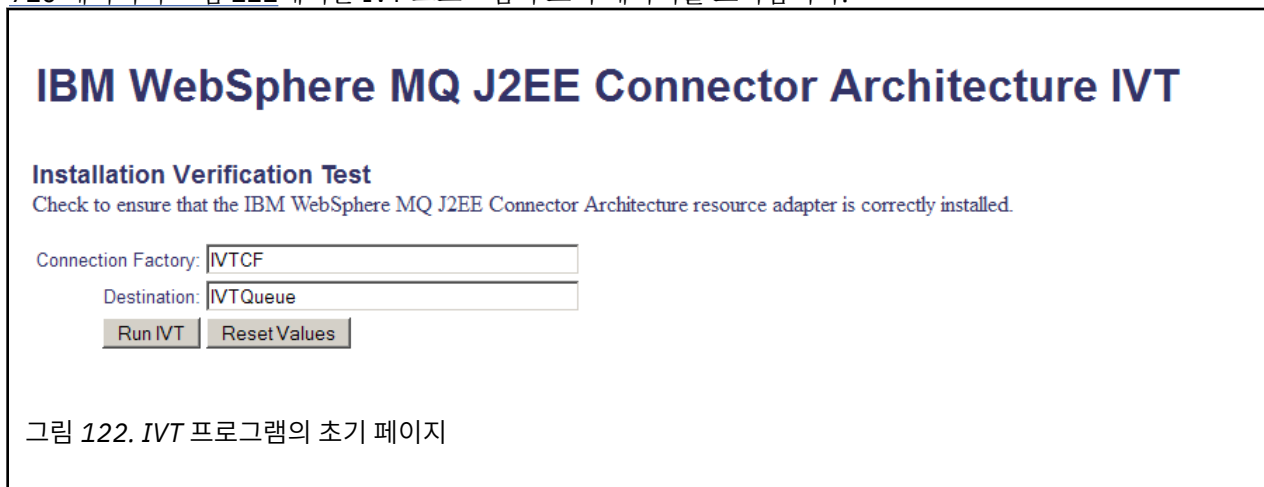 IBM WebSphere MQ J2EE Connector Architecture IVT
Installation Verification Test
Check to ensure that the IBM WebSphere MQ J2EE Connector Architecture resource adapter is correctly installed.
Connection Factory: IVTCF
Destination: IVTQueue
Run IVT Reset Values
그림 122. IVT 프로그램의 초기 페이지